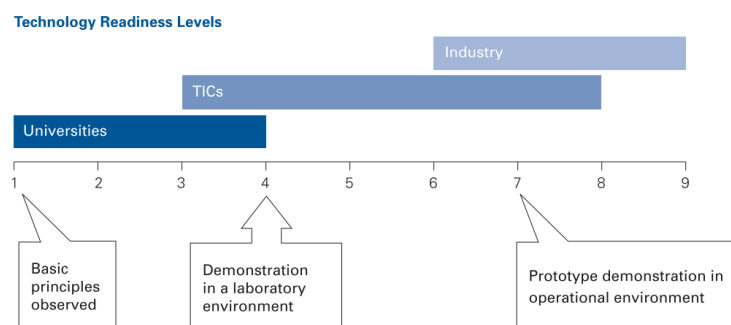 Technology Readiness Levels
Industry
TICs
Universities
1 2 3 4 5 6 7 8 9
Basic
principles
observed
Demonstration
in a laboratory
environment
Prototype demonstration in
operational environment